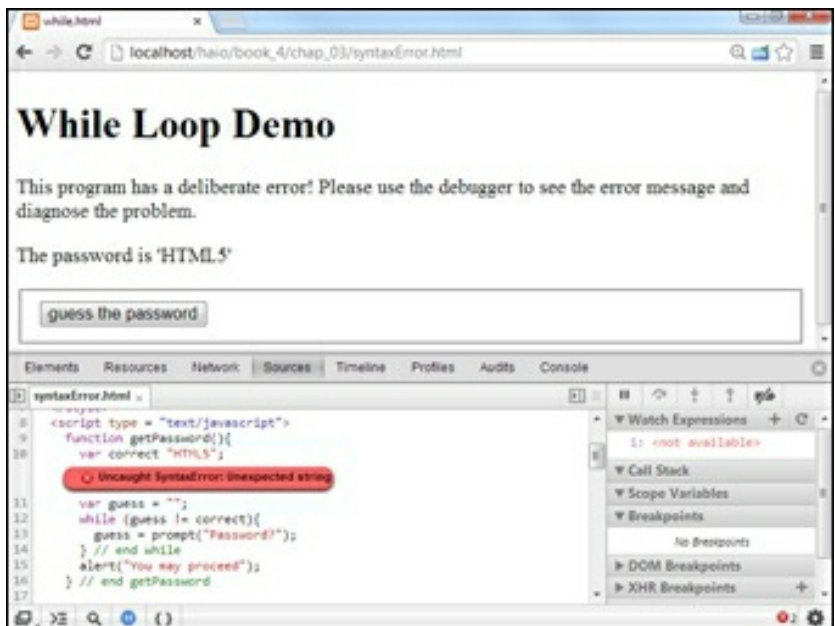 while.html
localhost/haio/book_4/chap_03/syntaxError.html
While Loop Demo
This program has a deliberate error! Please use the debugger to see the error message and
diagnose the problem.
The password is 'HTML5'
guess the password
Elements Resources Network Sources Timeline Profiles Audits Console
syntaxError.html
8 <script type = "text/javascript">
9 function getPassword(){
10 var correct "HTML5";
Uncaught SyntaxError: Unexpected string
11 var guess = "";
12 while (guess != correct){
13 guess = prompt("Password?");
14 } // end while
15 alert("You may proceed");
16 } // end getPassword
17
Watch Expressions
i: <not available>
Call Stack
Scope Variables
Breakpoints
No Breakpoints
DOM Breakpoints
XHR Breakpoints
2